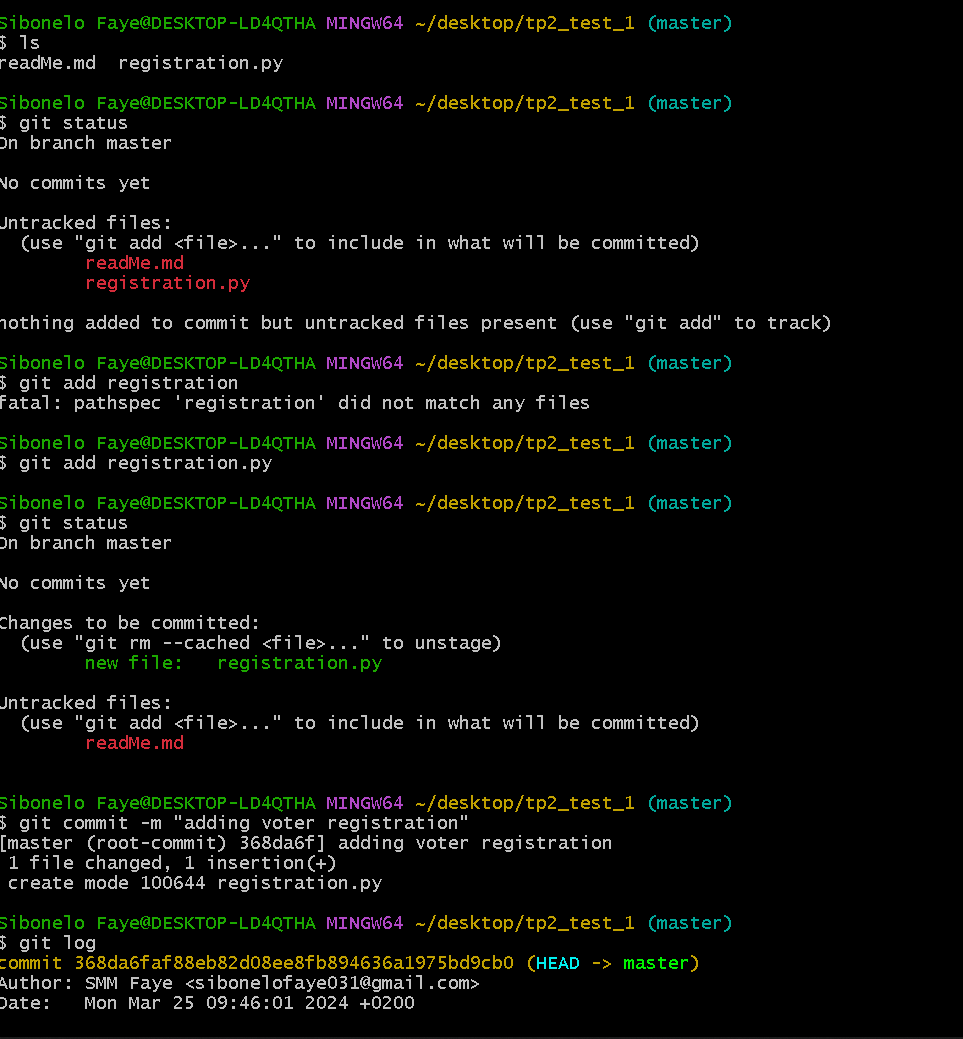 Sibonelo Faye@DESKTOP-LD4QTHA MINGW64 ~/desktop/tp2_test_1 (master)
$ ls
readMe.md  registration.py

Sibonelo Faye@DESKTOP-LD4QTHA MINGW64 ~/desktop/tp2_test_1 (master)
$ git status
On branch master

No commits yet

Untracked files:
  (use "git add <file>..." to include in what will be committed)
        readMe.md
        registration.py

nothing added to commit but untracked files present (use "git add" to track)

Sibonelo Faye@DESKTOP-LD4QTHA MINGW64 ~/desktop/tp2_test_1 (master)
$ git add registration
fatal: pathspec 'registration' did not match any files

Sibonelo Faye@DESKTOP-LD4QTHA MINGW64 ~/desktop/tp2_test_1 (master)
$ git add registration.py

Sibonelo Faye@DESKTOP-LD4QTHA MINGW64 ~/desktop/tp2_test_1 (master)
$ git status
On branch master

No commits yet

Changes to be committed:
  (use "git rm --cached <file>..." to unstage)
        new file:   registration.py

Untracked files:
  (use "git add <file>..." to include in what will be committed)
        readMe.md


Sibonelo Faye@DESKTOP-LD4QTHA MINGW64 ~/desktop/tp2_test_1 (master)
$ git commit -m "adding voter registration"
[master (root-commit) 368da6f] adding voter registration
 1 file changed, 1 insertion(+)
 create mode 100644 registration.py

Sibonelo Faye@DESKTOP-LD4QTHA MINGW64 ~/desktop/tp2_test_1 (master)
$ git log
commit 368da6faf88eb82d08ee8fb894636a1975bd9cb0 (HEAD -> master)
Author: SMM Faye <sibonelofaye031@gmail.com>
Date:   Mon Mar 25 09:46:01 2024 +0200